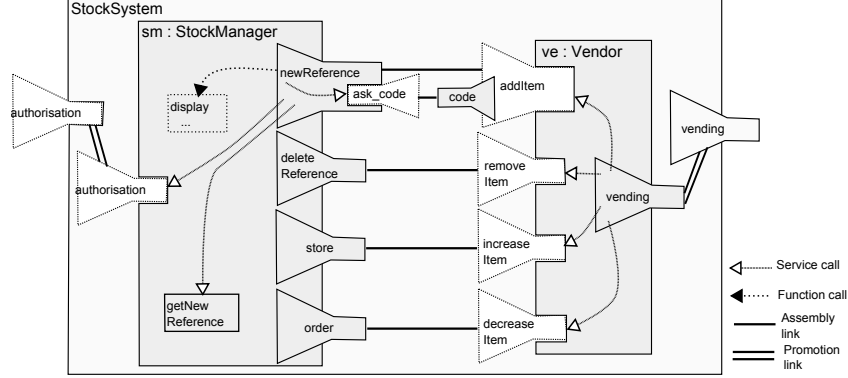 StockSystem
sm : StockManager
ve : Vendor
newReference
addItem
ask_code
code
display
...
authorisation
vending
delete
Reference
remove
Item
authorisation
vending
store
increase
Item
Service call
getNew
Reference
order
decrease
Item
Function call
Assembly
link
Promotion
link